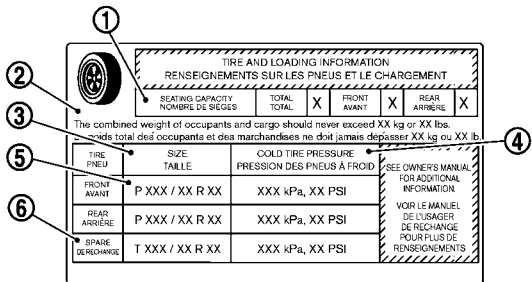 ①
TIRE AND LOADING INFORMATION
RENSEIGNEMENTS SUR LES PNEUS ET LE CHARGEMENT
②
SEATING CAPACITY
NOMBRE DE SIÈGES
TOTAL
TOTAL
X
FRONT
AVANT
X
REAR
ARRIÈRE
X
The combined weight of occupants and cargo should never exceed XX kg or XX lbs.
poids total des occupants et des marchandises ne doit jamais dépasser XX kg ou XX lb.
③
④
TIRE
PNEU
SIZE
TAILLE
COLD TIRE PRESSURE
PRESSION DES PNEUS À FROID
SEE OWNER'S MANUAL
FOR ADDITIONAL
INFORMATION.
VOIR LE MANUEL
DE L'USAGER
DE RECHANGE
POUR PLUS DE
RENSEIGNEMENTS
⑤
FRONT
AVANT
P XXX / XX R XX
XXX kPa, XX PSI
REAR
ARRIÈRE
P XXX / XX R XX
XXX kPa, XX PSI
⑥
SPARE
DE RECHANGE
T XXX / XX R XX
XXX kPa, XX PSI